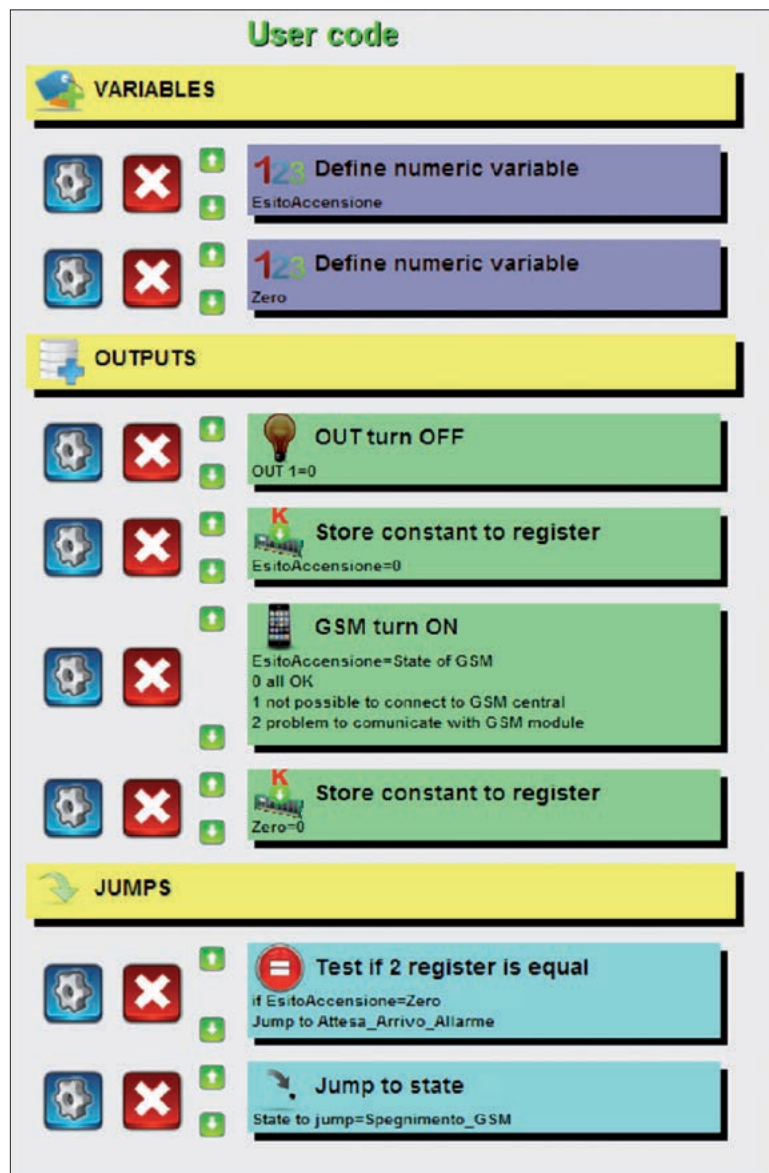 User code
VARIABLES
123 Define numeric variable
EsitoAccensione
123 Define numeric variable
Zero
OUTPUTS
OUT turn OFF
OUT 1=0
K
Store constant to register
EsitoAccensione=0
GSM turn ON
EsitoAccensione=State of GSM
0 all OK
1 not possible to connect to GSM central
2 problem to comunicate with GSM module
K
Store constant to register
Zero=0
JUMPS
Test if 2 register is equal
if EsitoAccensione=Zero
Jump to Attesa_Arrivo_Allarme
Jump to state
State to jump=Spegnimento_GSM